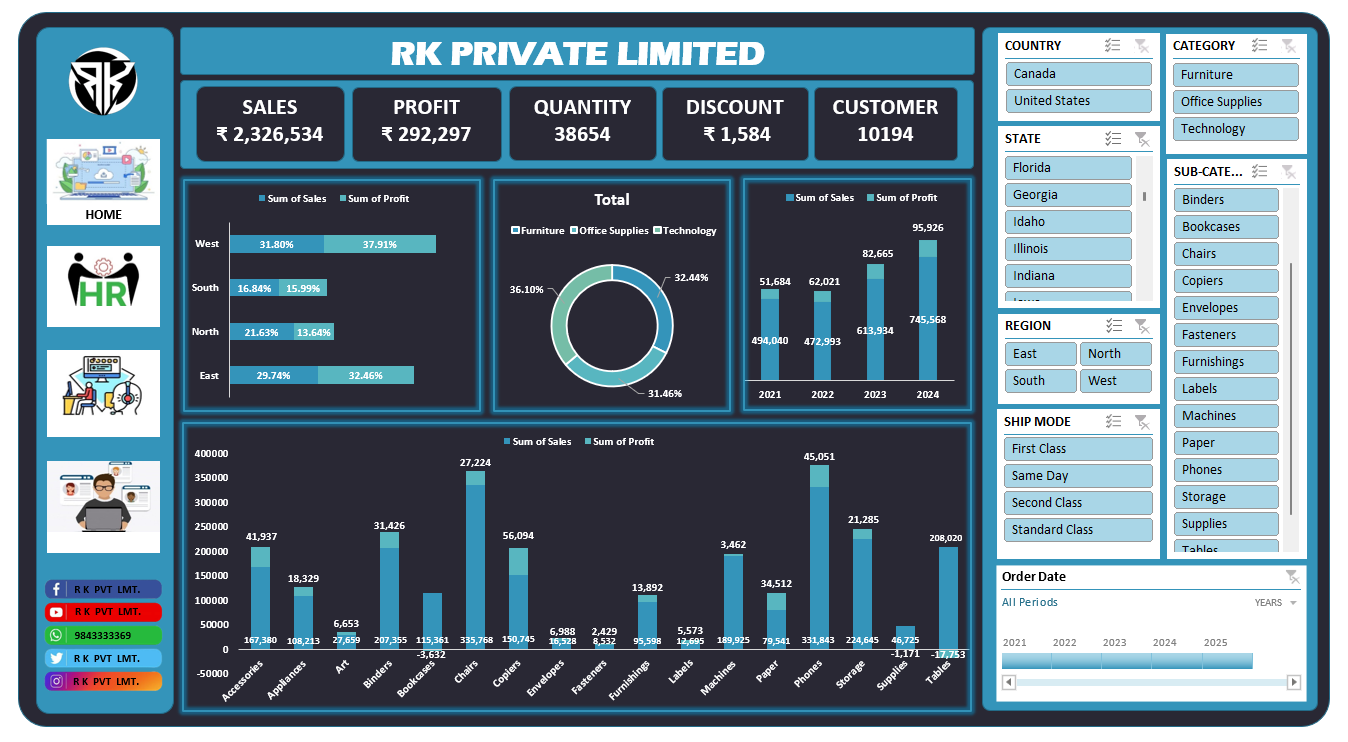 RK PRIVATE LIMITED
SALES
₹ 2,326,534
PROFIT
₹ 292,297
QUANTITY
38654
DISCOUNT
₹ 1,584
CUSTOMER
10194
HOME
HR
R K PVT LMT.
R K PVT LMT.
9843333369
R K PVT LMT.
R K PVT LMT.
Sum of Sales Sum of Profit
West 31.80% 37.91%
South 16.84% 15.99%
North 21.63% 13.64%
East 29.74% 32.46%
Total
Furniture Office Supplies Technology
32.44%
36.10%
31.46%
Sum of Sales Sum of Profit
95,926
82,665
51,684 62,021
745,568
613,934
494,040 472,993
2021 2022 2023 2024
Sum of Sales Sum of Profit
400000
350000
300000
250000
200000
150000
100000
50000
0
-50000
41,937
18,329
6,653
31,426
-3,632
27,224
56,094
6,988
2,429
13,892
5,573
3,462
34,512
45,051
21,285
-1,171
208,020
167,380
108,213
27,659
207,355
115,361
335,768
150,745
16,528
8,532
95,598
12,695
189,925
79,541
331,843
224,645
46,725
-17,753
Accessories
Appliances
Art
Binders
Bookcases
Chairs
Copiers
Envelopes
Fasteners
Furnishings
Labels
Machines
Paper
Phones
Storage
Supplies
Tables
COUNTRY
Canada
United States
STATE
Florida
Georgia
Idaho
Illinois
Indiana
REGION
East North
South West
SHIP MODE
First Class
Same Day
Second Class
Standard Class
CATEGORY
Furniture
Office Supplies
Technology
SUB-CATE...
Binders
Bookcases
Chairs
Copiers
Envelopes
Fasteners
Furnishings
Labels
Machines
Paper
Phones
Storage
Supplies
Tables
Order Date
All Periods YEARS
2021 2022 2023 2024 2025